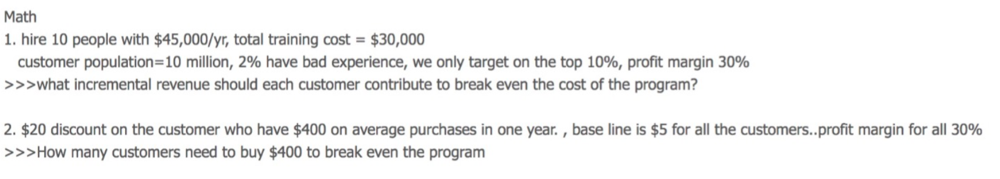 Math
1. hire 10 people with $45,000/yr, total training cost = $30,000
customer population=10 million, 2% have bad experience, we only target on the top 10%, profit margin 30%
>>>what incremental revenue should each customer contribute to break even the cost of the program?
2. $20 discount on the customer who have $400 on average purchases in one year. , base line is $5 for all the customers..profit margin for all 30%
>>>How many customers need to buy $400 to break even the program